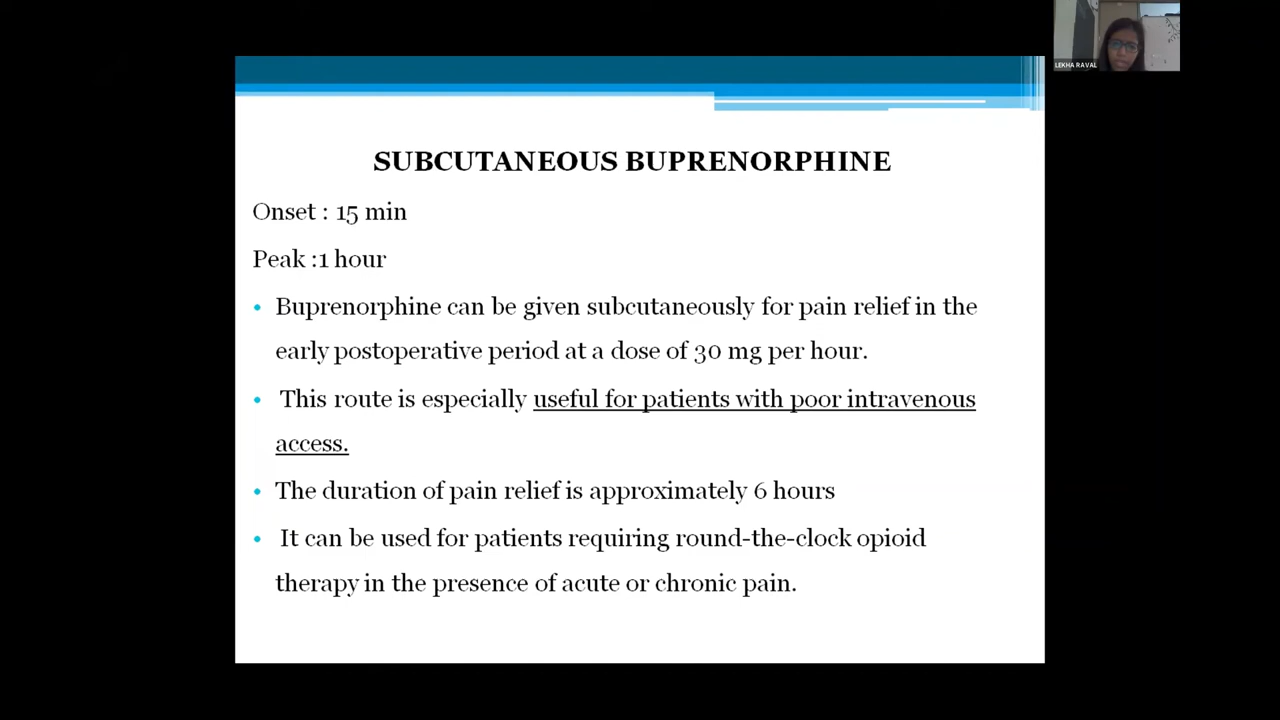 LEKHA RAVAL
SUBCUTANEOUS BUPRENORPHINE
Onset : 15 min
Peak :1 hour
• Buprenorphine can be given subcutaneously for pain relief in the
early postoperative period at a dose of 30 mg per hour.
• This route is especially useful for patients with poor intravenous
access.
• The duration of pain relief is approximately 6 hours
• It can be used for patients requiring round-the-clock opioid
therapy in the presence of acute or chronic pain.